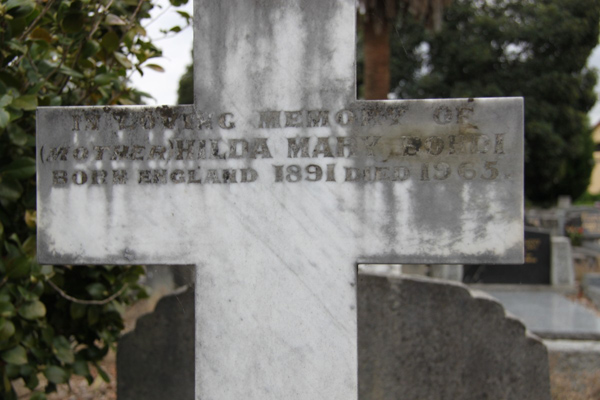 IN LOVING MEMORY OF
(MOTHER) HILDA MARY
BORN ENGLAND 1891 DIED 1965.